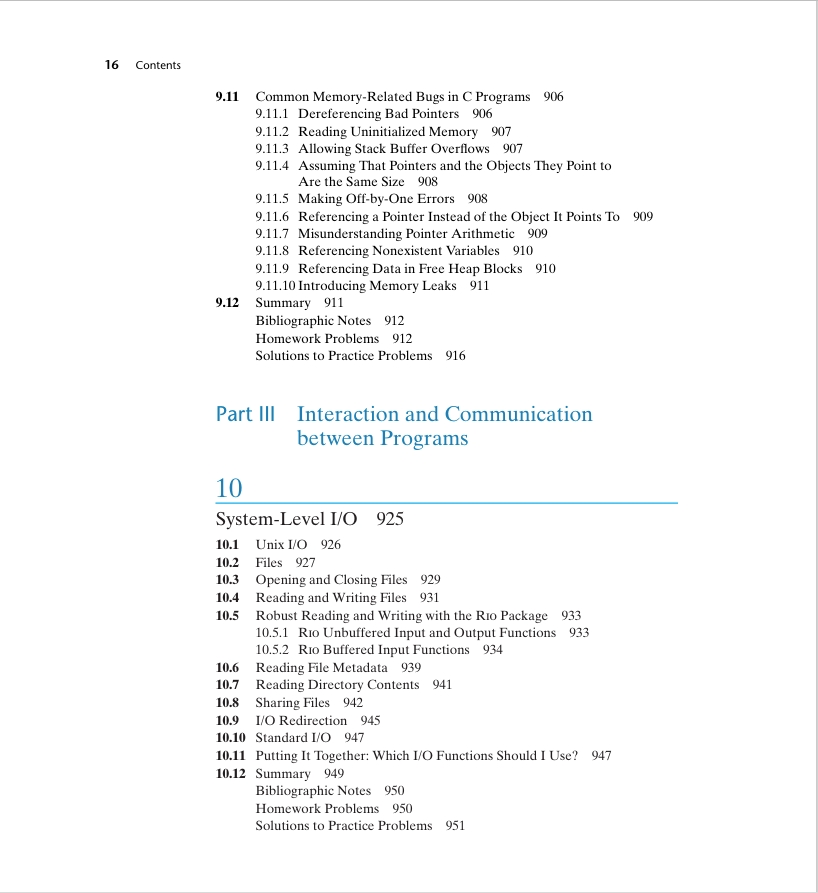 16 Contents
9.11 Common Memory-Related Bugs in C Programs 906
9.11.1 Dereferencing Bad Pointers 906
9.11.2 Reading Uninitialized Memory 907
9.11.3 Allowing Stack Buffer Overflows 907
9.11.4 Assuming That Pointers and the Objects They Point to
Are the Same Size 908
9.11.5 Making Off-by-One Errors 908
9.11.6 Referencing a Pointer Instead of the Object It Points To 909
9.11.7 Misunderstanding Pointer Arithmetic 909
9.11.8 Referencing Nonexistent Variables 910
9.11.9 Referencing Data in Free Heap Blocks 910
9.11.10 Introducing Memory Leaks 911
9.12 Summary 911
Bibliographic Notes 912
Homework Problems 912
Solutions to Practice Problems 916
Part III Interaction and Communication
between Programs
10
System-Level I/O 925
10.1 Unix I/O 926
10.2 Files 927
10.3 Opening and Closing Files 929
10.4 Reading and Writing Files 931
10.5 Robust Reading and Writing with the Rio Package 933
10.5.1 Rio Unbuffered Input and Output Functions 933
10.5.2 Rio Buffered Input Functions 934
10.6 Reading File Metadata 939
10.7 Reading Directory Contents 941
10.8 Sharing Files 942
10.9 I/O Redirection 945
10.10 Standard I/O 947
10.11 Putting It Together: Which I/O Functions Should I Use? 947
10.12 Summary 949
Bibliographic Notes 950
Homework Problems 950
Solutions to Practice Problems 951